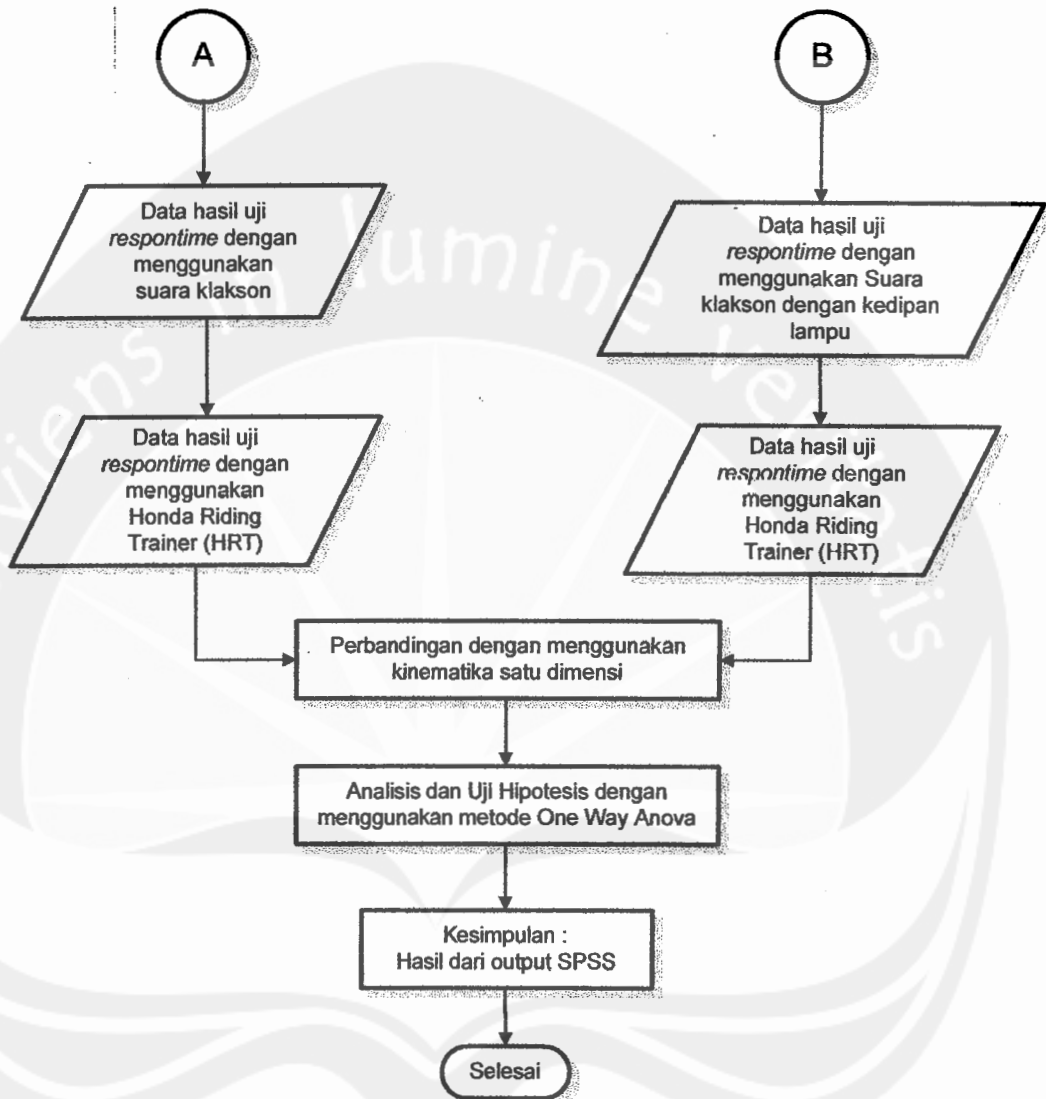 A
B
Data hasil uji
respontime dengan
menggunakan
suara klakson
Data hasil uji
respontime dengan
menggunakan Suara
klakson dengan kedipan
lampu
Data hasil uji
respontime dengan
menggunakan
Honda Riding
Trainer (HRT)
Data hasil uji
respontime dengan
menggunakan
Honda Riding
Trainer (HRT)
Perbandingan dengan menggunakan
kinematika satu dimensi
Analisis dan Uji Hipotesis dengan
menggunakan metode One Way Anova
Kesimpulan :
Hasil dari output SPSS
Selesai
lumine